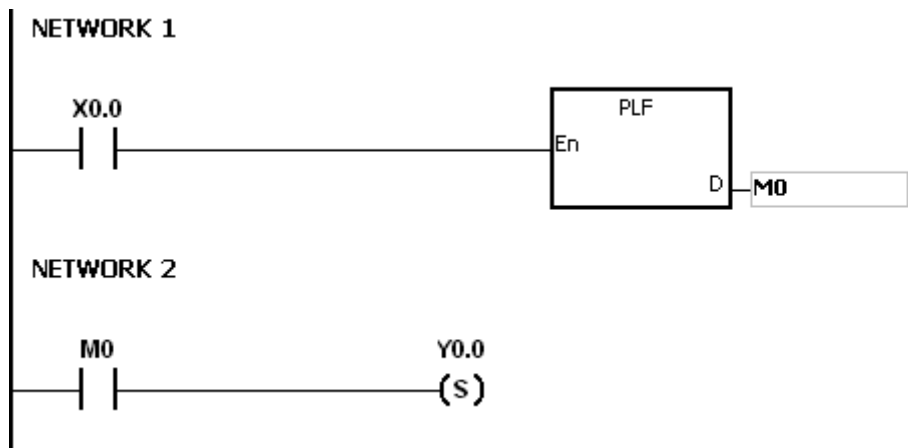 NETWORK 1
X0.0
PLF
En
D
M0
NETWORK 2
M0
Y0.0
(S)